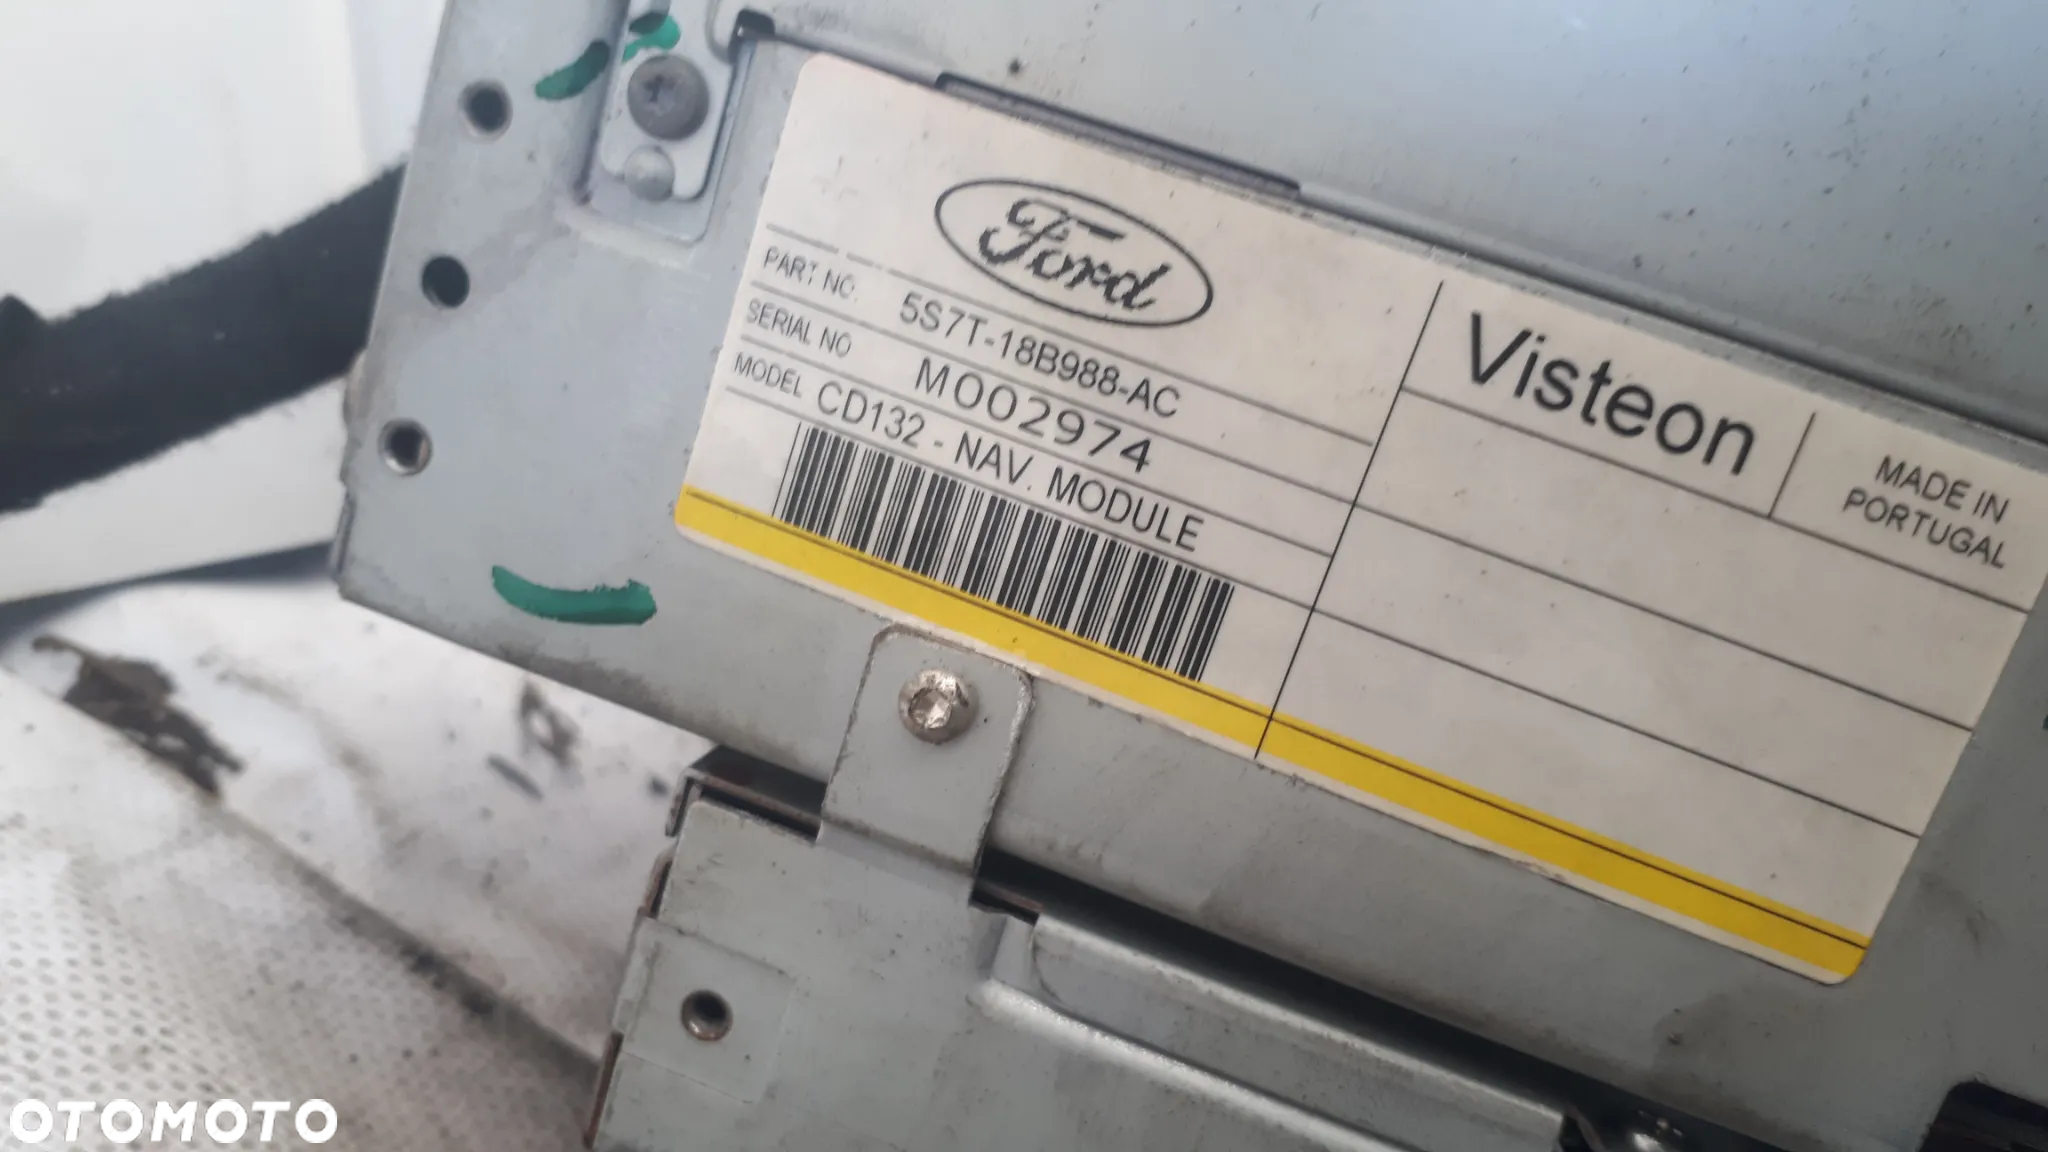 Ford
PART NO. 5S7T-18B988-AC
SERIAL NO M002974
MODEL CD132 - NAV. MODULE
Visteon
MADE IN
PORTUGAL
OTOMOTO